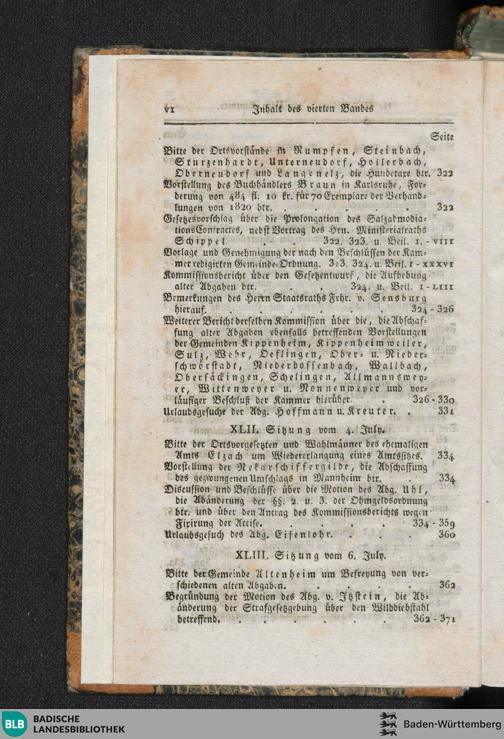 VI Inhalt des vierten Bandes
Seite
Bitte der Ortsvorstände in Rumpfen, Steinbach,
Sturzenhardt, Unterneudorf, Hollerbach,
Oberneudorf und Langenelz, die Hundetaxe btr. 322
Vorstellung des Buchhändlers Braun in Karlsruhe, For-
derung von 484 fl. 10 kr. für 70 Exemplare der Verhand-
lungen von 1820 btr. . . . . . 322
Gesetzesvorschlag über die Prolongation des Salzadmodia-
tions Contractes, nebst Vortrag des Hrn. Ministerialraths
Schippel . . 322. 323. u. Beil. I. - VIII
Vorlage und Genehmigung der nach den Beschlüssen der Kam-
mer redigirten Gemeinde-Ordnung. 323. 324. u. Beil. I - XXXVI
Kommissionsbericht über den Gesetzentwurf, die Aufhebung
alter Abgaben btr. . . . 324. u. Beil. I - LIII
Bemerkungen des Herrn Staatsraths Frhr. v. Sensburg
hierauf. . . . . . . 324 - 326
Weiterer Bericht derselben Kommission über die, die Abschaf-
fung alter Abgaben ebenfalls betreffenden Vorstellungen
der Gemeinden Kippenheim, Kippenheimweiler,
Sulz, Wehr, Oeflingen, Ober- u. Nieder-
schwörstadt, Niederdossenbach, Wallbach,
Obersäckingen, Schelingen, Allmannswey-
er, Wittenweyer u. Nonnenweyer und vor-
läufiger Beschluß der Kammer hierüber. . 326 - 330
Urlaubsgesuche der Abg. Hoffmann u. Kreuter. . 331
XLII. Sitzung vom 4. July.
Bitte der Ortsvorgesetzten und Wahlmänner des ehemaligen
Amts Elzach um Wiedererlangung eines Amtssitzes. 334
Vorstellung der Nekarschiffergilde, die Abschaffung
des gezwungenen Umschlags in Mannheim btr. . 334
Discussion und Beschlüsse über die Motion des Abg. Uhl,
die Abänderung der §§. 2. u. 3. der Ohmgeldsordnung
btr. und über den Antrag des Kommissionsberichts wegen
Fixirung der Accise. . . . . 334 - 359
Urlaubsgesuch des Abg. Eisenlohr. . . . 360
XLIII. Sitzung vom 6. July.
Bitte der Gemeinde Altenheim um Befreyung von ver-
schiedenen alten Abgaben. . . . . 362
Begründung der Motion des Abg. v. Itzstein, die Ab-
änderung der Strafgesetzgebung über den Wilddiebstahl
betreffend. . . . . . 362 - 371
BLB BADISCHE
LANDESBIBLIOTHEK
Baden-Württemberg